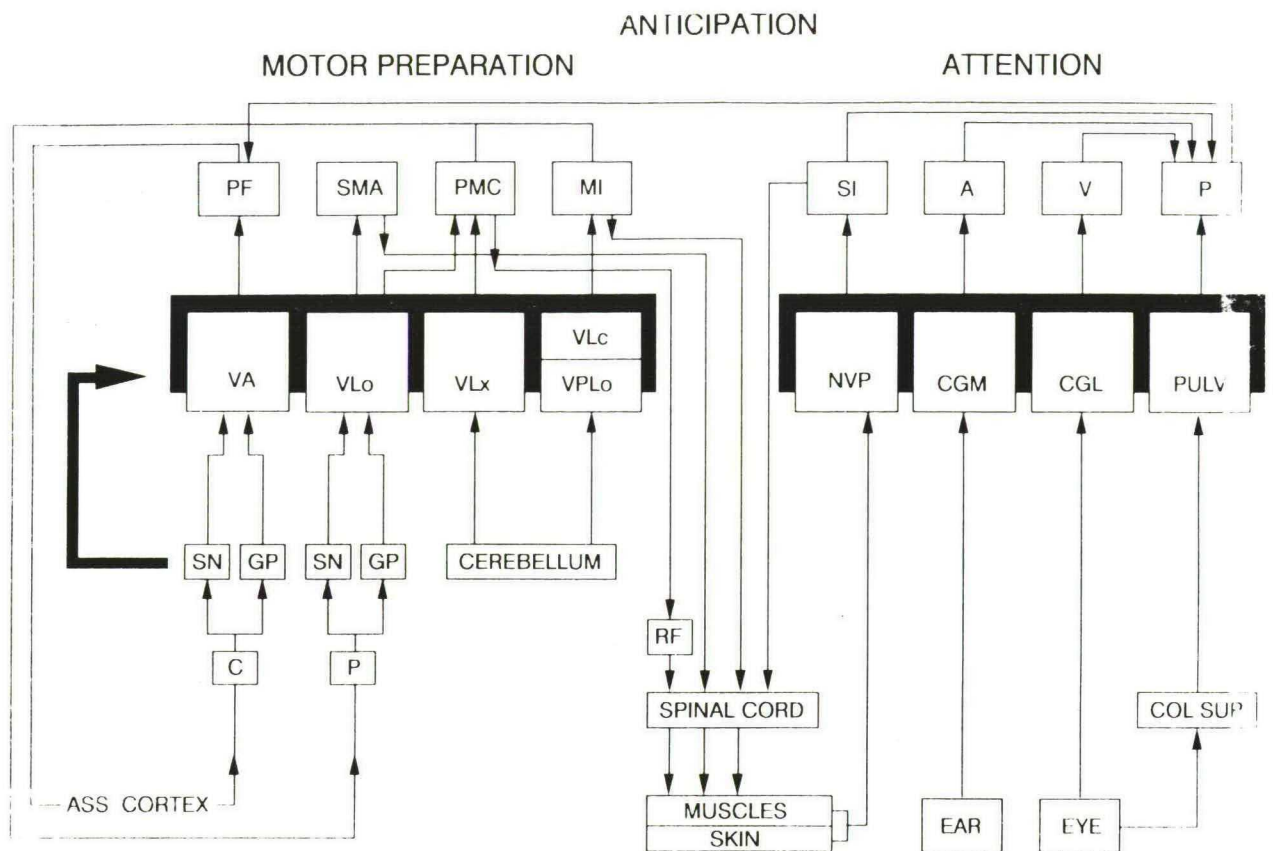 ANTICIPATION
MOTOR PREPARATION ATTENTION
PF SMA PMC MI SI A V P
VLc
VA VLo VLx VPLo NVP CGM CGL PULV
SN GP SN GP CEREBELLUM
RF
C P
SPINAL CORD COL SUP
ASS CORTEX MUSCLES
SKIN EAR EYE